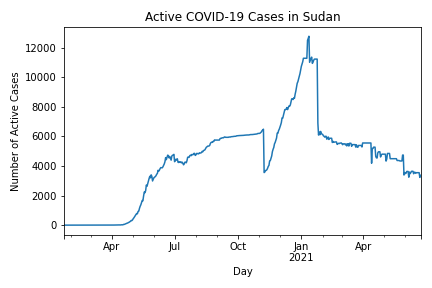 Active COVID-19 Cases in Sudan
12000
10000
8000
6000
4000
2000
0
Number of Active Cases
Apr
Jul
Oct
Jan
2021
Apr
Day